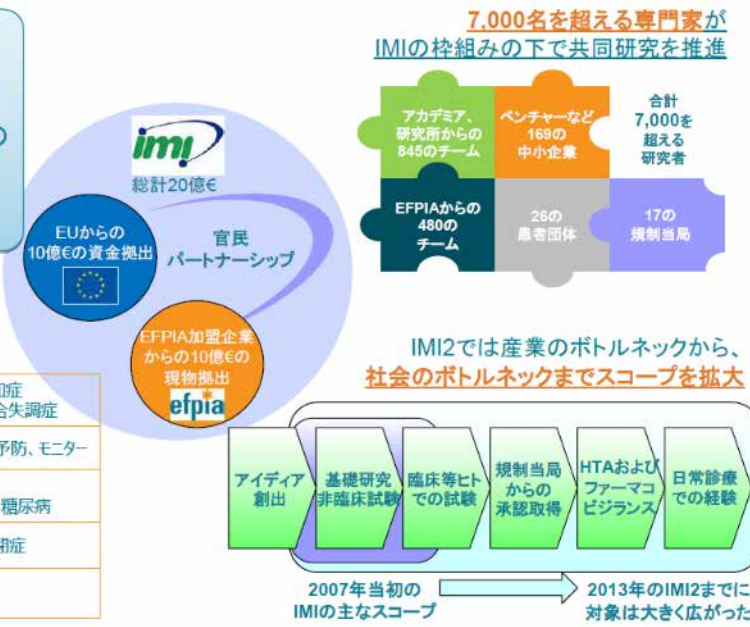 の
7,000名を超える専門家が
IMIの枠組みの下で共同研究を推進
アカデミア、
研究所からの
845のチーム
ベンチャーなど
169の
中小企業
合計
7,000を
超える
研究者
EFPIAからの
480の
チーム
26の
患者団体
17の
規制当局
imi
総計20億€
EUからの
10億€の資金拠出
官民
パートナーシップ
EFPIA加盟企業
からの10億€の
現物拠出
efpia
知症
合失調症
予防、モニター
糖尿病
閉症
IMI2では産業のボトルネックから、
社会のボトルネックまでスコープを拡大
アイディア
創出
基礎研究
非臨床試験
臨床等ヒト
での試験
規制当局
からの
承認取得
HTAおよび
ファーマコ
ビジランス
日常診療
での経験
2007年当初の
IMIの主なスコープ
2013年のIMI2までに
対象は大きく広がった